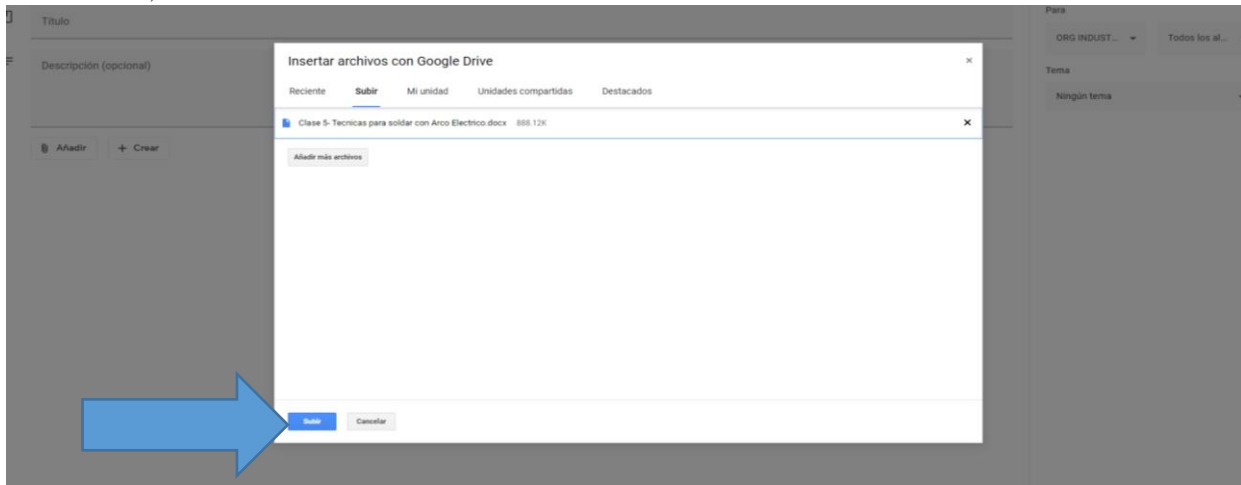 Título
Descripción (opcional)
Añadir + Crear
Insertar archivos con Google Drive ×
Reciente Subir Mi unidad Unidades compartidas Destacados
Clase 5- Tecnicas para soldar con Arco Electrico.docx 888.12K ×
Añadir más archivos
Subir Cancelar
Para
ORG INDUST... Todos los al...
Tema
Ningún tema